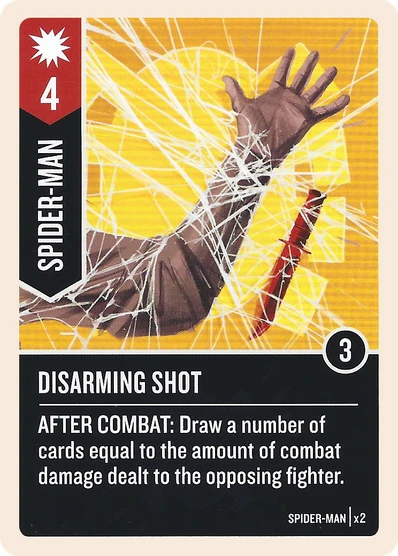 4
SPIDER-MAN
3
DISARMING SHOT
AFTER COMBAT: Draw a number of
cards equal to the amount of combat
damage dealt to the opposing fighter.
SPIDER-MAN | x2